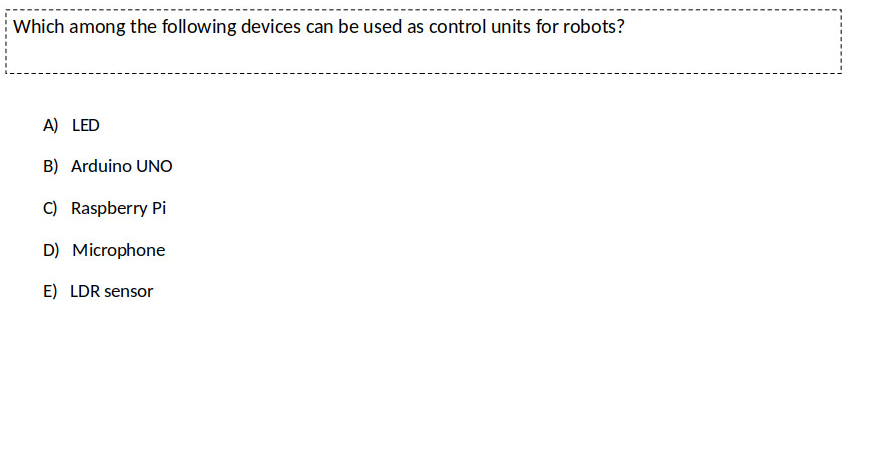 Which among the following devices can be used as control units for robots?
A) LED
B) Arduino UNO
C) Raspberry Pi
D) Microphone
E) LDR sensor